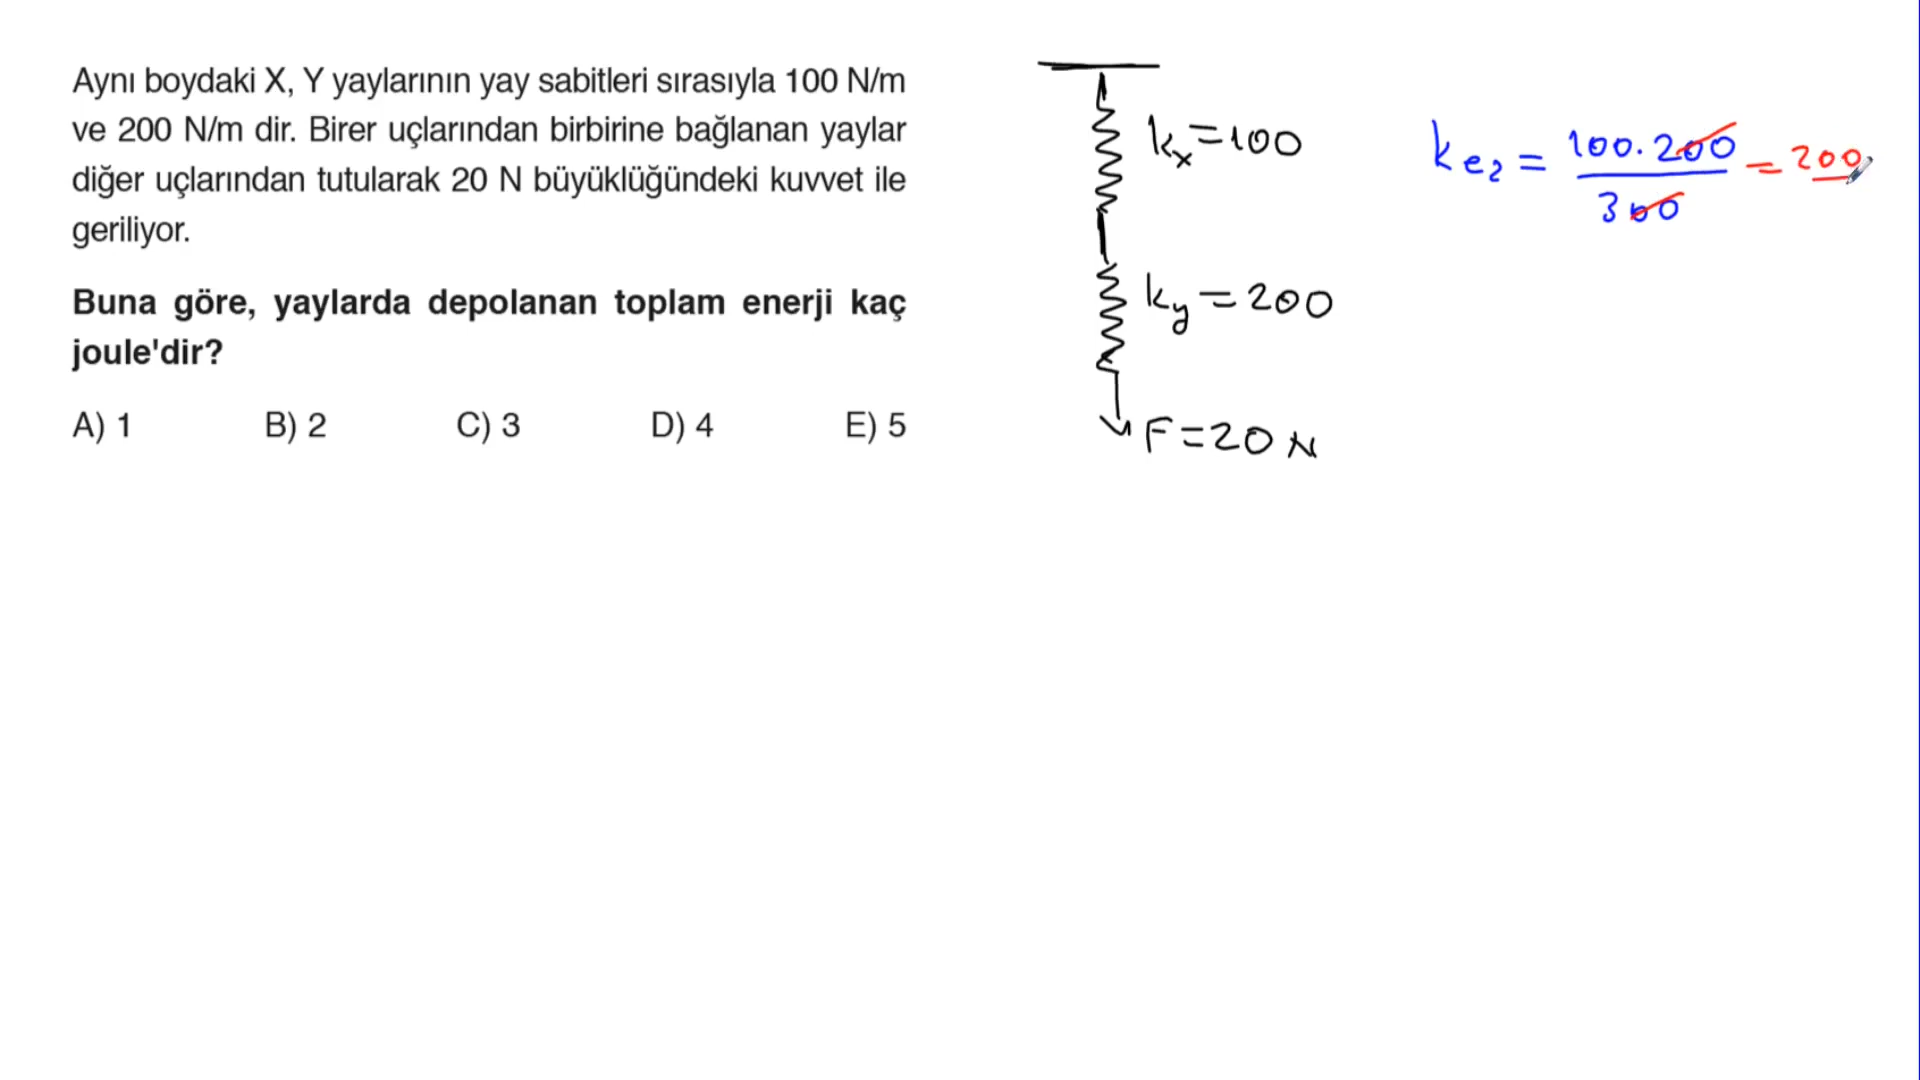 Aynı boydaki X, Y yaylarının yay sabitleri sırasıyla 100 N/m
ve 200 N/m dir. Birer uçlarından birbirine bağlanan yaylar
diğer uçlarından tutularak 20 N büyüklüğündeki kuvvet ile
geriliyor.
Buna göre, yaylarda depolanan toplam enerji kaç
joule'dir?
A) 1 B) 2 C) 3 D) 4 E) 5
kx=100
ky=200
F=20 N
keş = 100.200 = 200
300